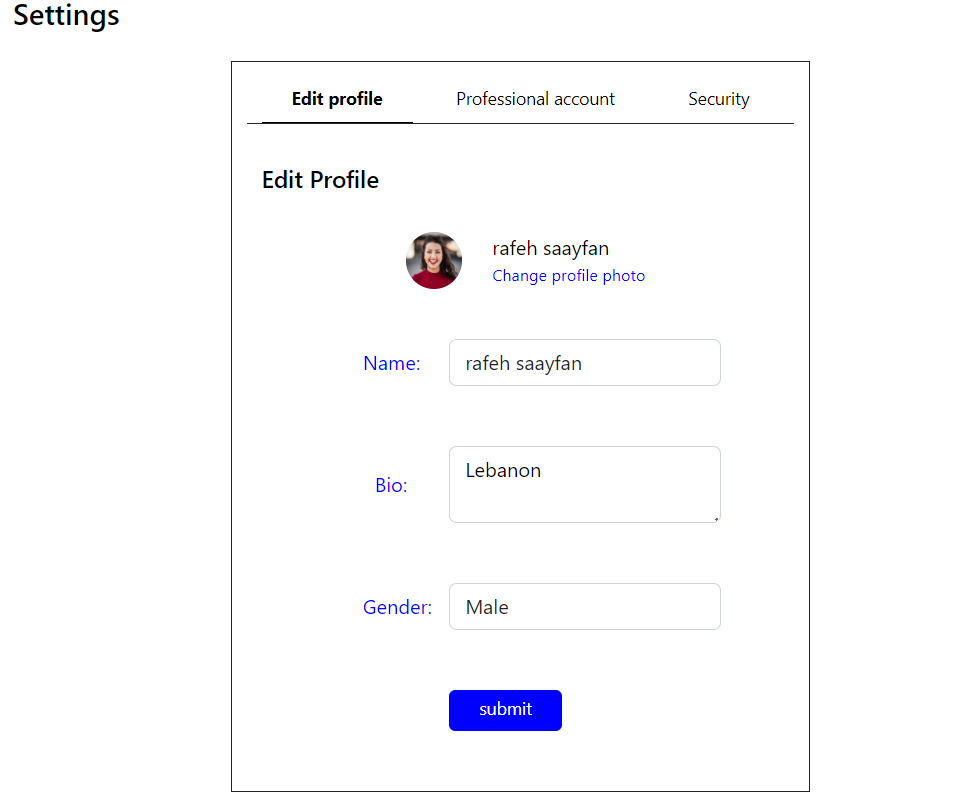 Settings
Edit profile Professional account Security
Edit Profile
rafeh saayfan
Change profile photo
Name: rafeh saayfan
Bio: Lebanon
Gender: Male
submit